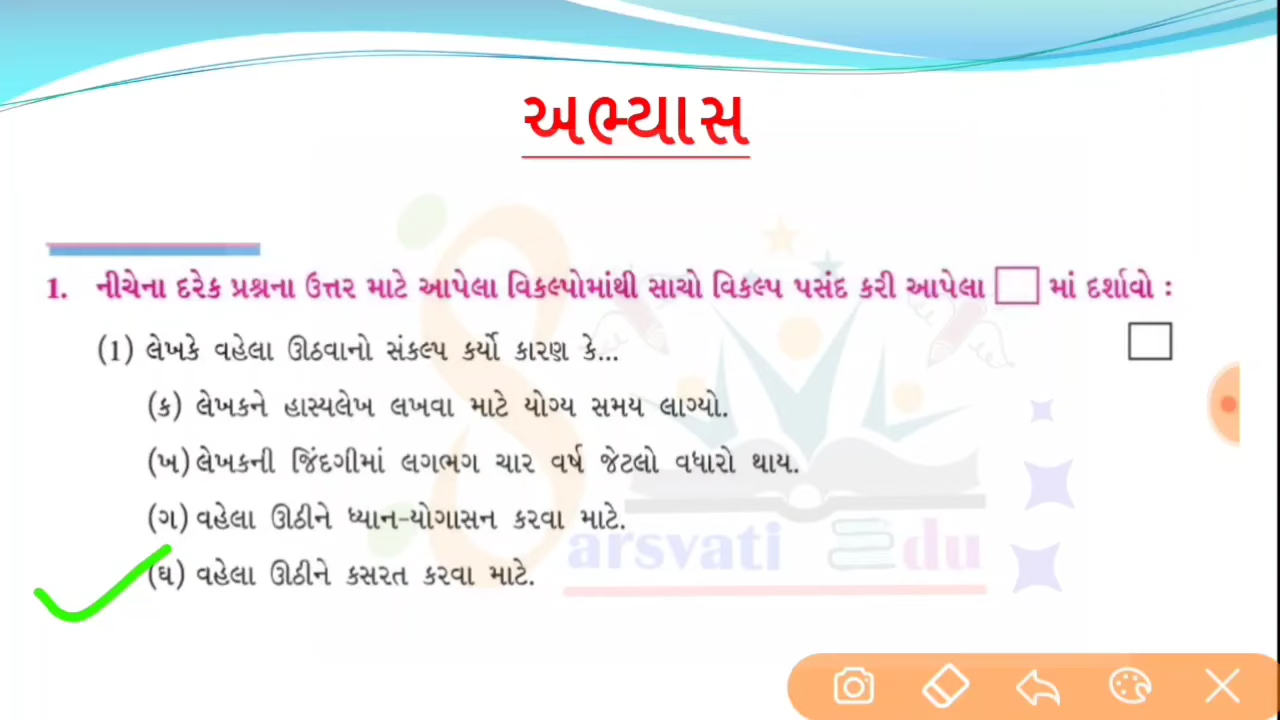 અભ્યાસ
1. નીચેના દરેક પ્રશ્નના ઉત્તર માટે આપેલા વિકલ્પોમાંથી સાચો વિકલ્પ પસંદ કરી આપેલા માં દર્શાવો :
(1) લેખકે વહેલા ઊઠવાનો સંકલ્પ કર્યો કારણ કે...
(ક) લેખકને હાસ્યલેખ લખવા માટે યોગ્ય સમય લાગ્યો.
(ખ) લેખકની જિંદગીમાં લગભગ ચાર વર્ષ જેટલો વધારો થાય.
(ગ) વહેલા ઊઠીને ધ્યાન-યોગાસન કરવા માટે.
(ઘ) વહેલા ઊઠીને કસરત કરવા માટે.
Sarsvati Edu